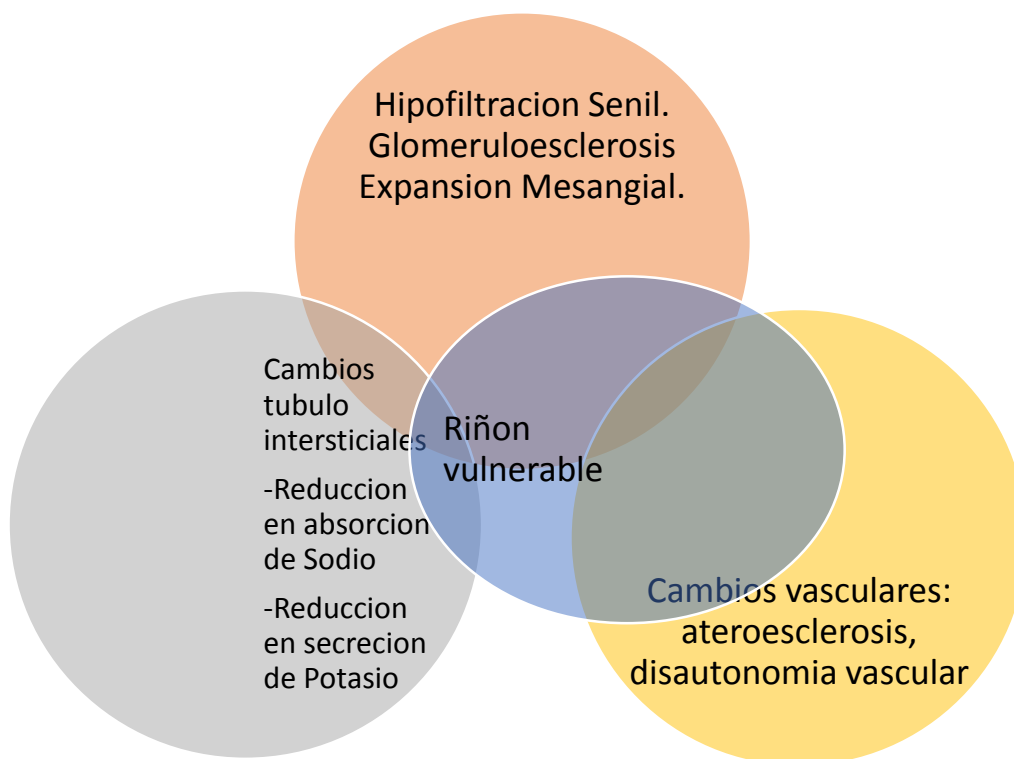 Hipofiltracion Senil.
Glomeruloesclerosis
Expansion Mesangial.
Cambios
tubulo
intersticiales
-Reduccion
en absorcion
de Sodio
-Reduccion
en secrecion
de Potasio
Riñon
vulnerable
Cambios vasculares:
ateroesclerosis,
disautonomia vascular